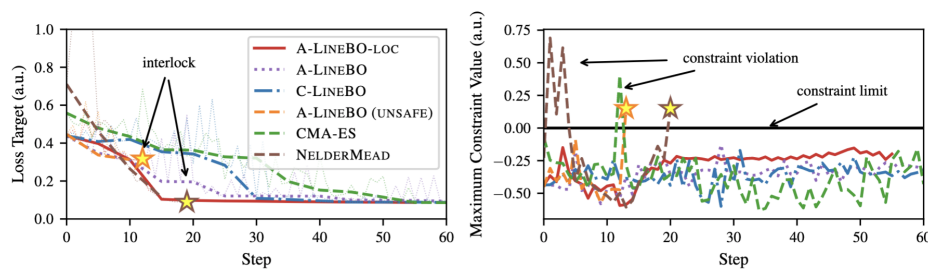 1.0
0.8
0.6
0.4
0.2
0.0
0
10
20
30
40
50
60
Loss Target (a.u.)
Step
interlock
A-LINEBO-LOC
A-LINEBO
C-LINEBO
A-LINEBO (UNSAFE)
CMA-ES
NELDERMEAD
0.75
0.50
0.25
0.00
−0.25
−0.50
0
10
20
30
40
50
60
Maximum Constraint Value (a.u.)
Step
constraint violation
constraint limit